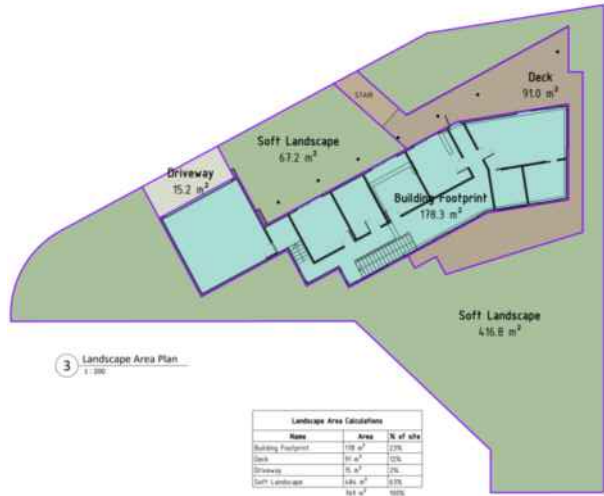 Deck
91.0 m²
STAIR
Soft Landscape
67.2 m²
Driveway
15.2 m²
Building Footprint
178.3 m²
Soft Landscape
416.8 m²
3 Landscape Area Plan
1 : 200
Landscape Area Calculations
Name Area % of site
Building Footprint 178 m² 23%
Deck 91 m² 12%
Driveway 15 m² 2%
Soft Landscape 484 m² 63%
769 m² 100%